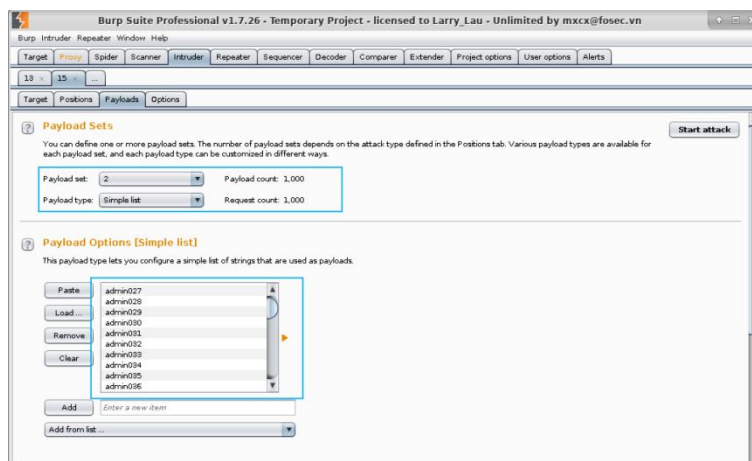 Burp Suite Professional v1.7.26 - Temporary Project - licensed to Larry_Lau - Unlimited by mxcx@fosec.vn
Burp Intruder Repeater Window Help
Target Proxy Spider Scanner Intruder Repeater Sequencer Decoder Comparer Extender Project options User options Alerts
13 × 15 × ...
Target Positions Payloads Options
? Payload Sets
Start attack
You can define one or more payload sets. The number of payload sets depends on the attack type defined in the Positions tab. Various payload types are available for
each payload set, and each payload type can be customized in different ways.
Payload set: 2 Payload count: 1,000
Payload type: Simple list Request count: 1,000
? Payload Options [Simple list]
This payload type lets you configure a simple list of strings that are used as payloads.
Paste
Load ...
Remove
Clear
admin027
admin028
admin029
admin030
admin031
admin032
admin033
admin034
admin035
admin036
Add Enter a new item
Add from list ...